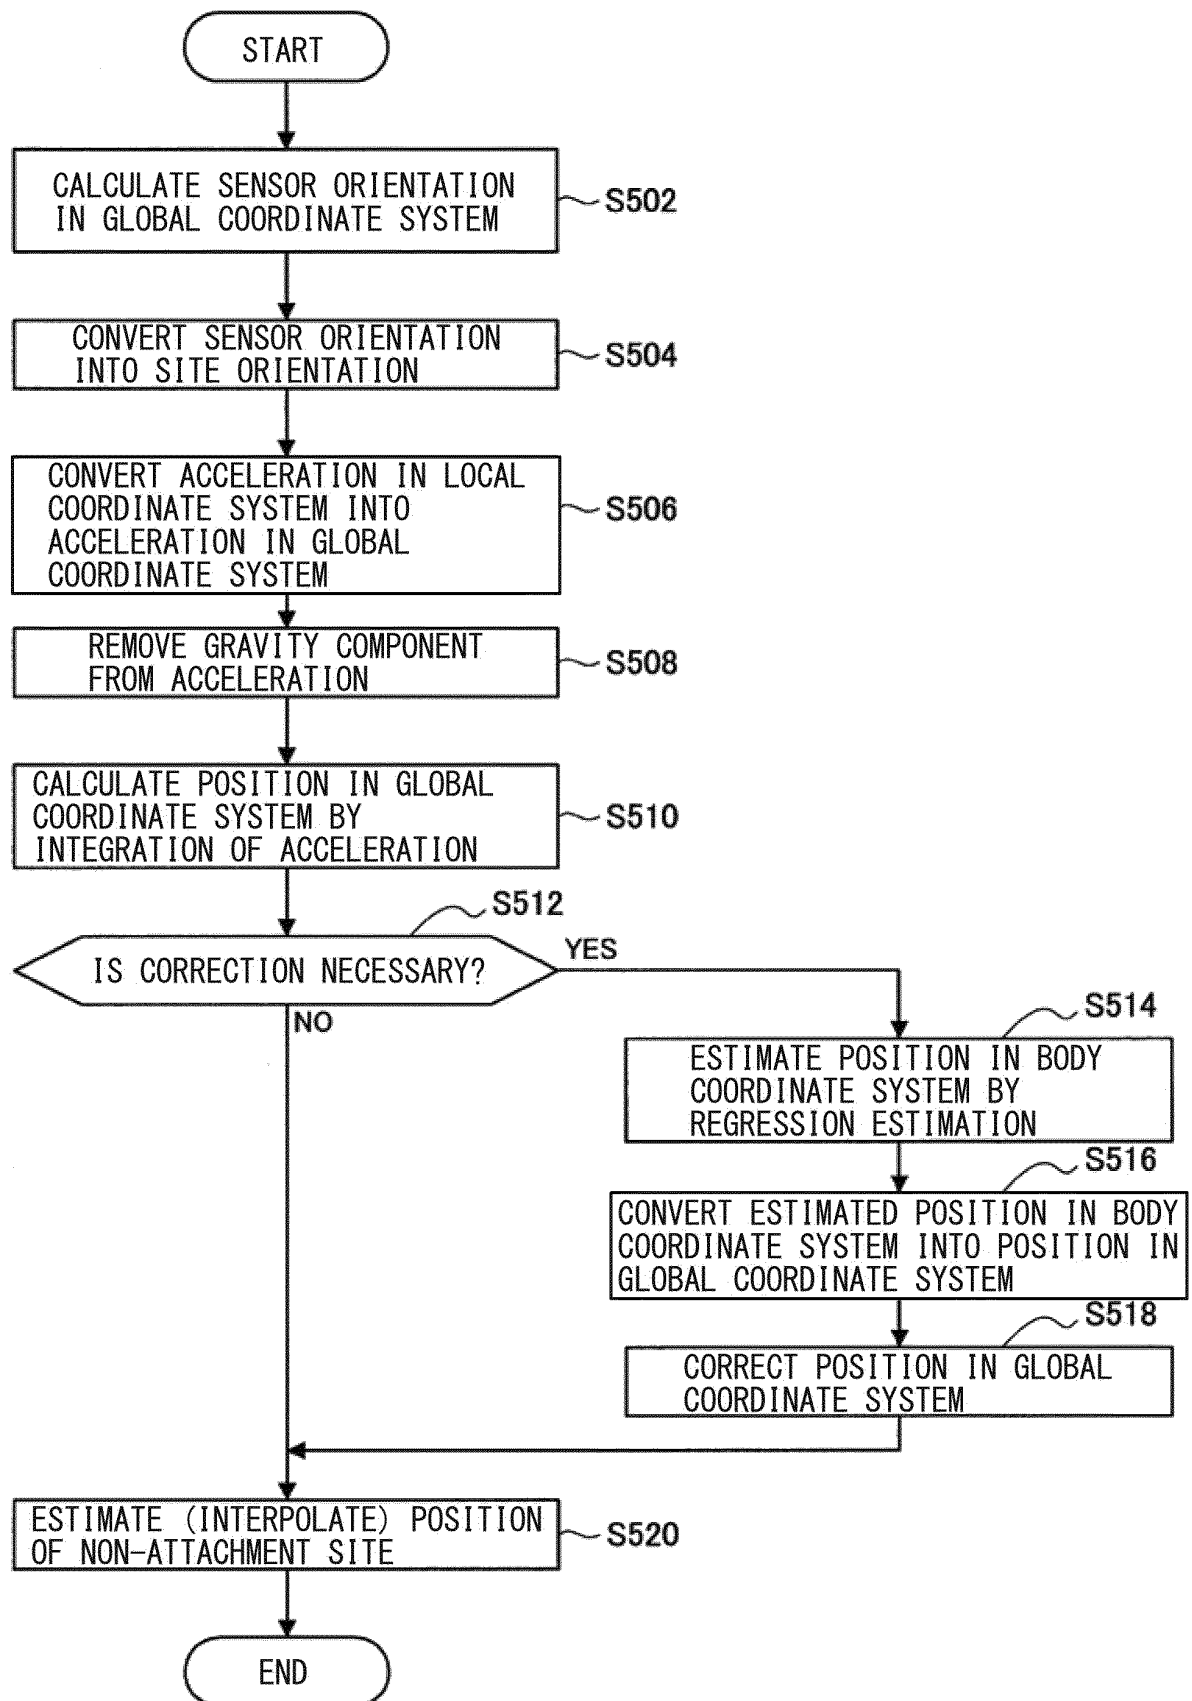 START
CALCULATE SENSOR ORIENTATION
IN GLOBAL COORDINATE SYSTEM
S502
CONVERT SENSOR ORIENTATION
INTO SITE ORIENTATION
S504
CONVERT ACCELERATION IN LOCAL
COORDINATE SYSTEM INTO
ACCELERATION IN GLOBAL
COORDINATE SYSTEM
S506
REMOVE GRAVITY COMPONENT
FROM ACCELERATION
S508
CALCULATE POSITION IN GLOBAL
COORDINATE SYSTEM BY
INTEGRATION OF ACCELERATION
S510
S512
IS CORRECTION NECESSARY?
YES
NO
S514
ESTIMATE POSITION IN BODY
COORDINATE SYSTEM BY
REGRESSION ESTIMATION
S516
CONVERT ESTIMATED POSITION IN BODY
COORDINATE SYSTEM INTO POSITION IN
GLOBAL COORDINATE SYSTEM
S518
CORRECT POSITION IN GLOBAL
COORDINATE SYSTEM
ESTIMATE (INTERPOLATE) POSITION
OF NON-ATTACHMENT SITE
S520
END